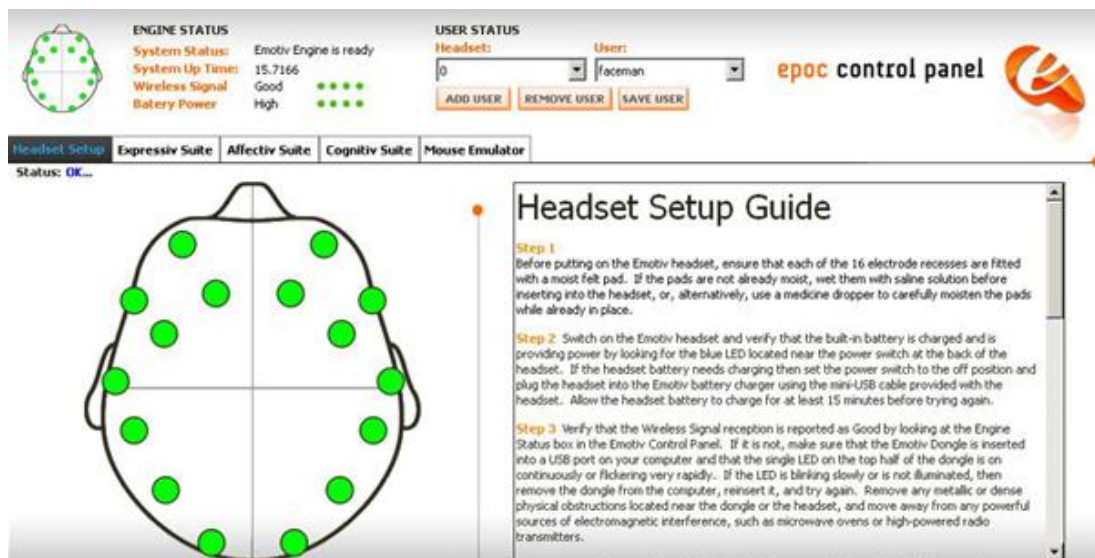 ENGINE STATUS
System Status: Emotiv Engine is ready
System Up Time: 15.7166
Wireless Signal Good
Batery Power High
USER STATUS
Headset: User:
0 faceman
ADD USER REMOVE USER SAVE USER
epoc control panel
Headset Setup Expressiv Suite Affectiv Suite Cognitiv Suite Mouse Emulator
Status: OK...
Headset Setup Guide
Step 1
Before putting on the Emotiv headset, ensure that each of the 16 electrode recesses are fitted
with a moist felt pad. If the pads are not already moist, wet them with saline solution before
inserting into the headset, or, alternatively, use a medicine dropper to carefully moisten the pads
while already in place.
Step 2 Switch on the Emotiv headset and verify that the built-in battery is charged and is
providing power by looking for the blue LED located near the power switch at the back of the
headset. If the headset battery needs charging then set the power switch to the off position and
plug the headset into the Emotiv battery charger using the mini-USB cable provided with the
headset. Allow the headset battery to charge for at least 15 minutes before trying again.
Step 3 Verify that the Wireless Signal reception is reported as Good by looking at the Engine
Status box in the Emotiv Control Panel. If it is not, make sure that the Emotiv Dongle is inserted
into a USB port on your computer and that the single LED on the top half of the dongle is on
continuously or flickering very rapidly. If the LED is blinking slowly or is not illuminated, then
remove the dongle from the computer, reinsert it, and try again. Remove any metallic or dense
physical obstructions located near the dongle or the headset, and move away from any powerful
sources of electromagnetic interference, such as microwave ovens or high-powered radio
transmitters.